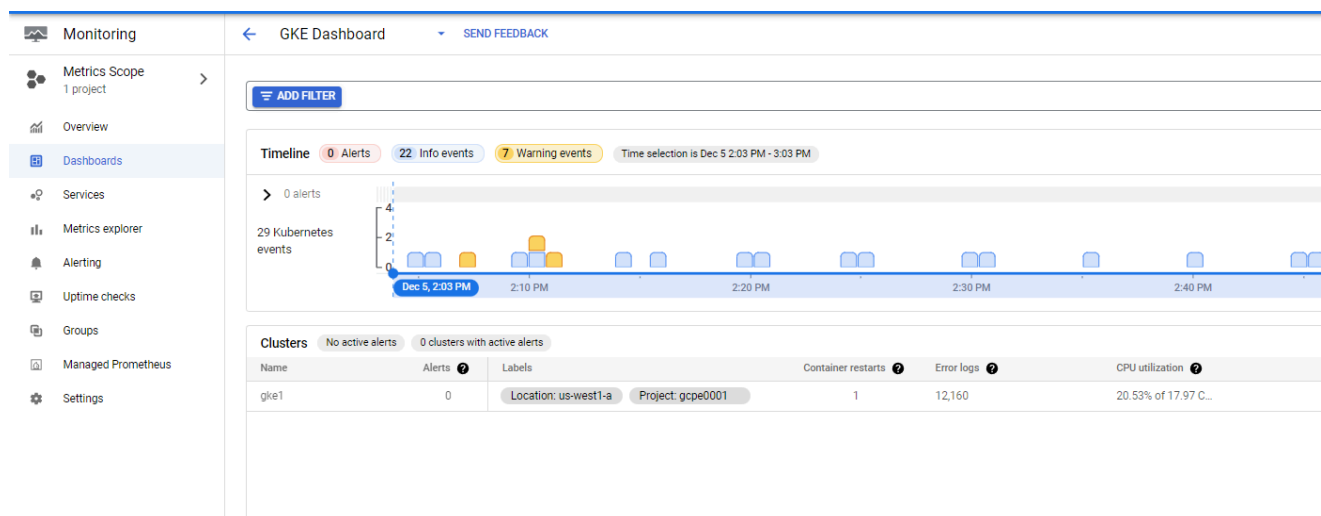 Monitoring
GKE Dashboard
SEND FEEDBACK
Metrics Scope
1 project
ADD FILTER
Overview
Dashboards
Services
Metrics explorer
Alerting
Uptime checks
Groups
Managed Prometheus
Settings
Timeline 0 Alerts 22 Info events 7 Warning events Time selection is Dec 5 2:03 PM - 3:03 PM
0 alerts
29 Kubernetes
events
4
2
0
Dec 5, 2:03 PM 2:10 PM 2:20 PM 2:30 PM 2:40 PM
Clusters No active alerts 0 clusters with active alerts
Name Alerts ? Labels Container restarts ? Error logs ? CPU utilization ?
gke1 0 Location: us-west1-a Project: gcpe0001 1 12,160 20.53% of 17.97 C...